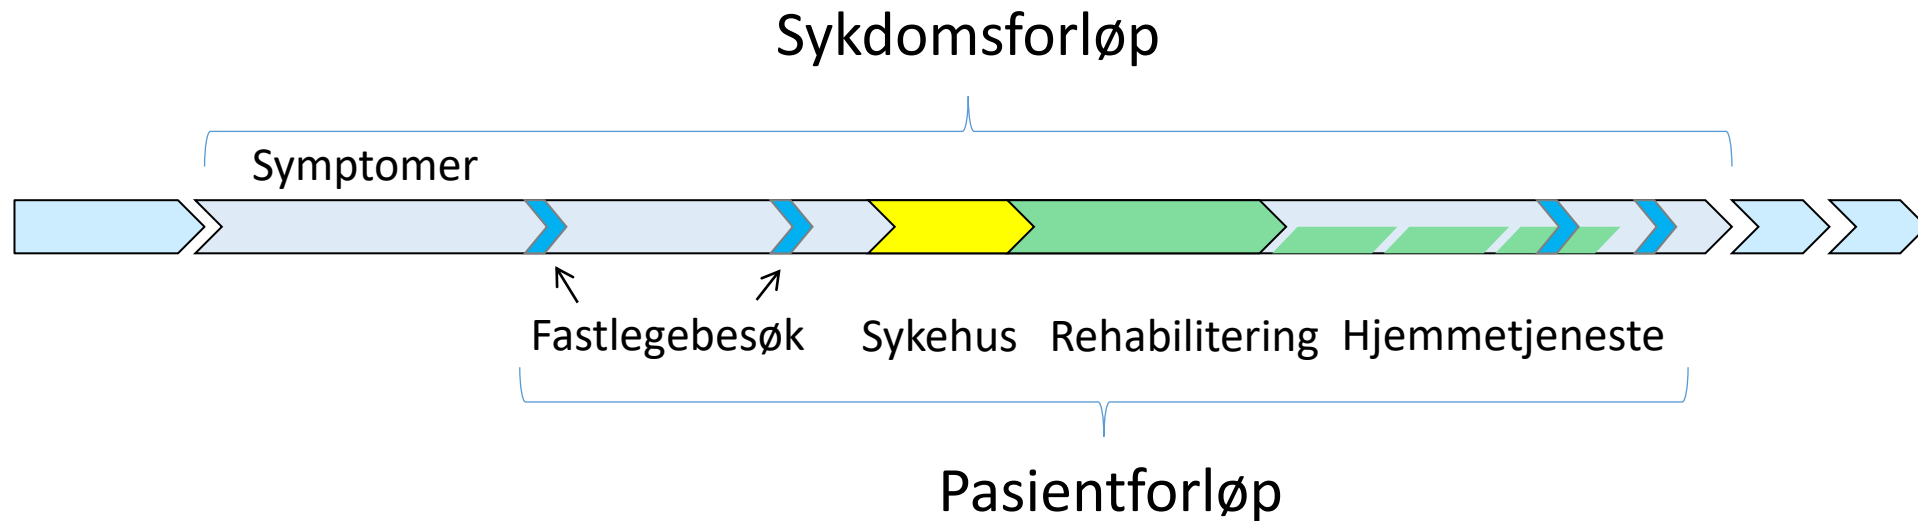 Sykdomsforløp
Symptomer
Fastlegebesøk
Sykehus
Rehabilitering
Hjemmetjeneste
Pasientforløp